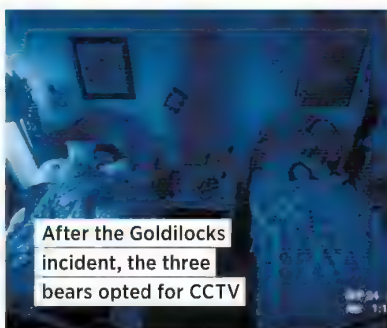 After the Goldilocks
incident, the three
bears opted for CCTV